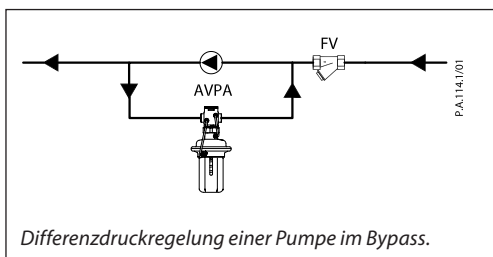 FV
AVPA
P.A.114.1/01
Differenzdruckregelung einer Pumpe im Bypass.